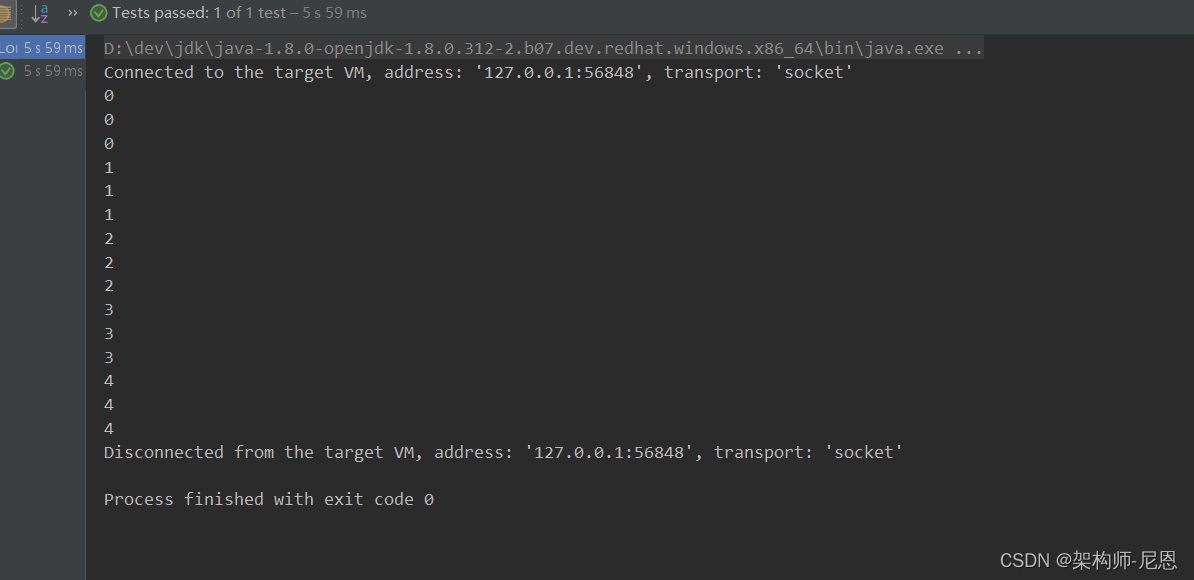 Tests passed: 1 of 1 test – 5 s 59 ms
5 s 59 ms
D:\dev\jdk\java-1.8.0-openjdk-1.8.0.312-2.b07.dev.redhat.windows.x86_64\bin\java.exe ...
5 s 59 ms
Connected to the target VM, address: '127.0.0.1:56848', transport: 'socket'
0
0
0
1
1
1
2
2
2
3
3
3
4
4
4
Disconnected from the target VM, address: '127.0.0.1:56848', transport: 'socket'
Process finished with exit code 0
CSDN @架构师-尼恩